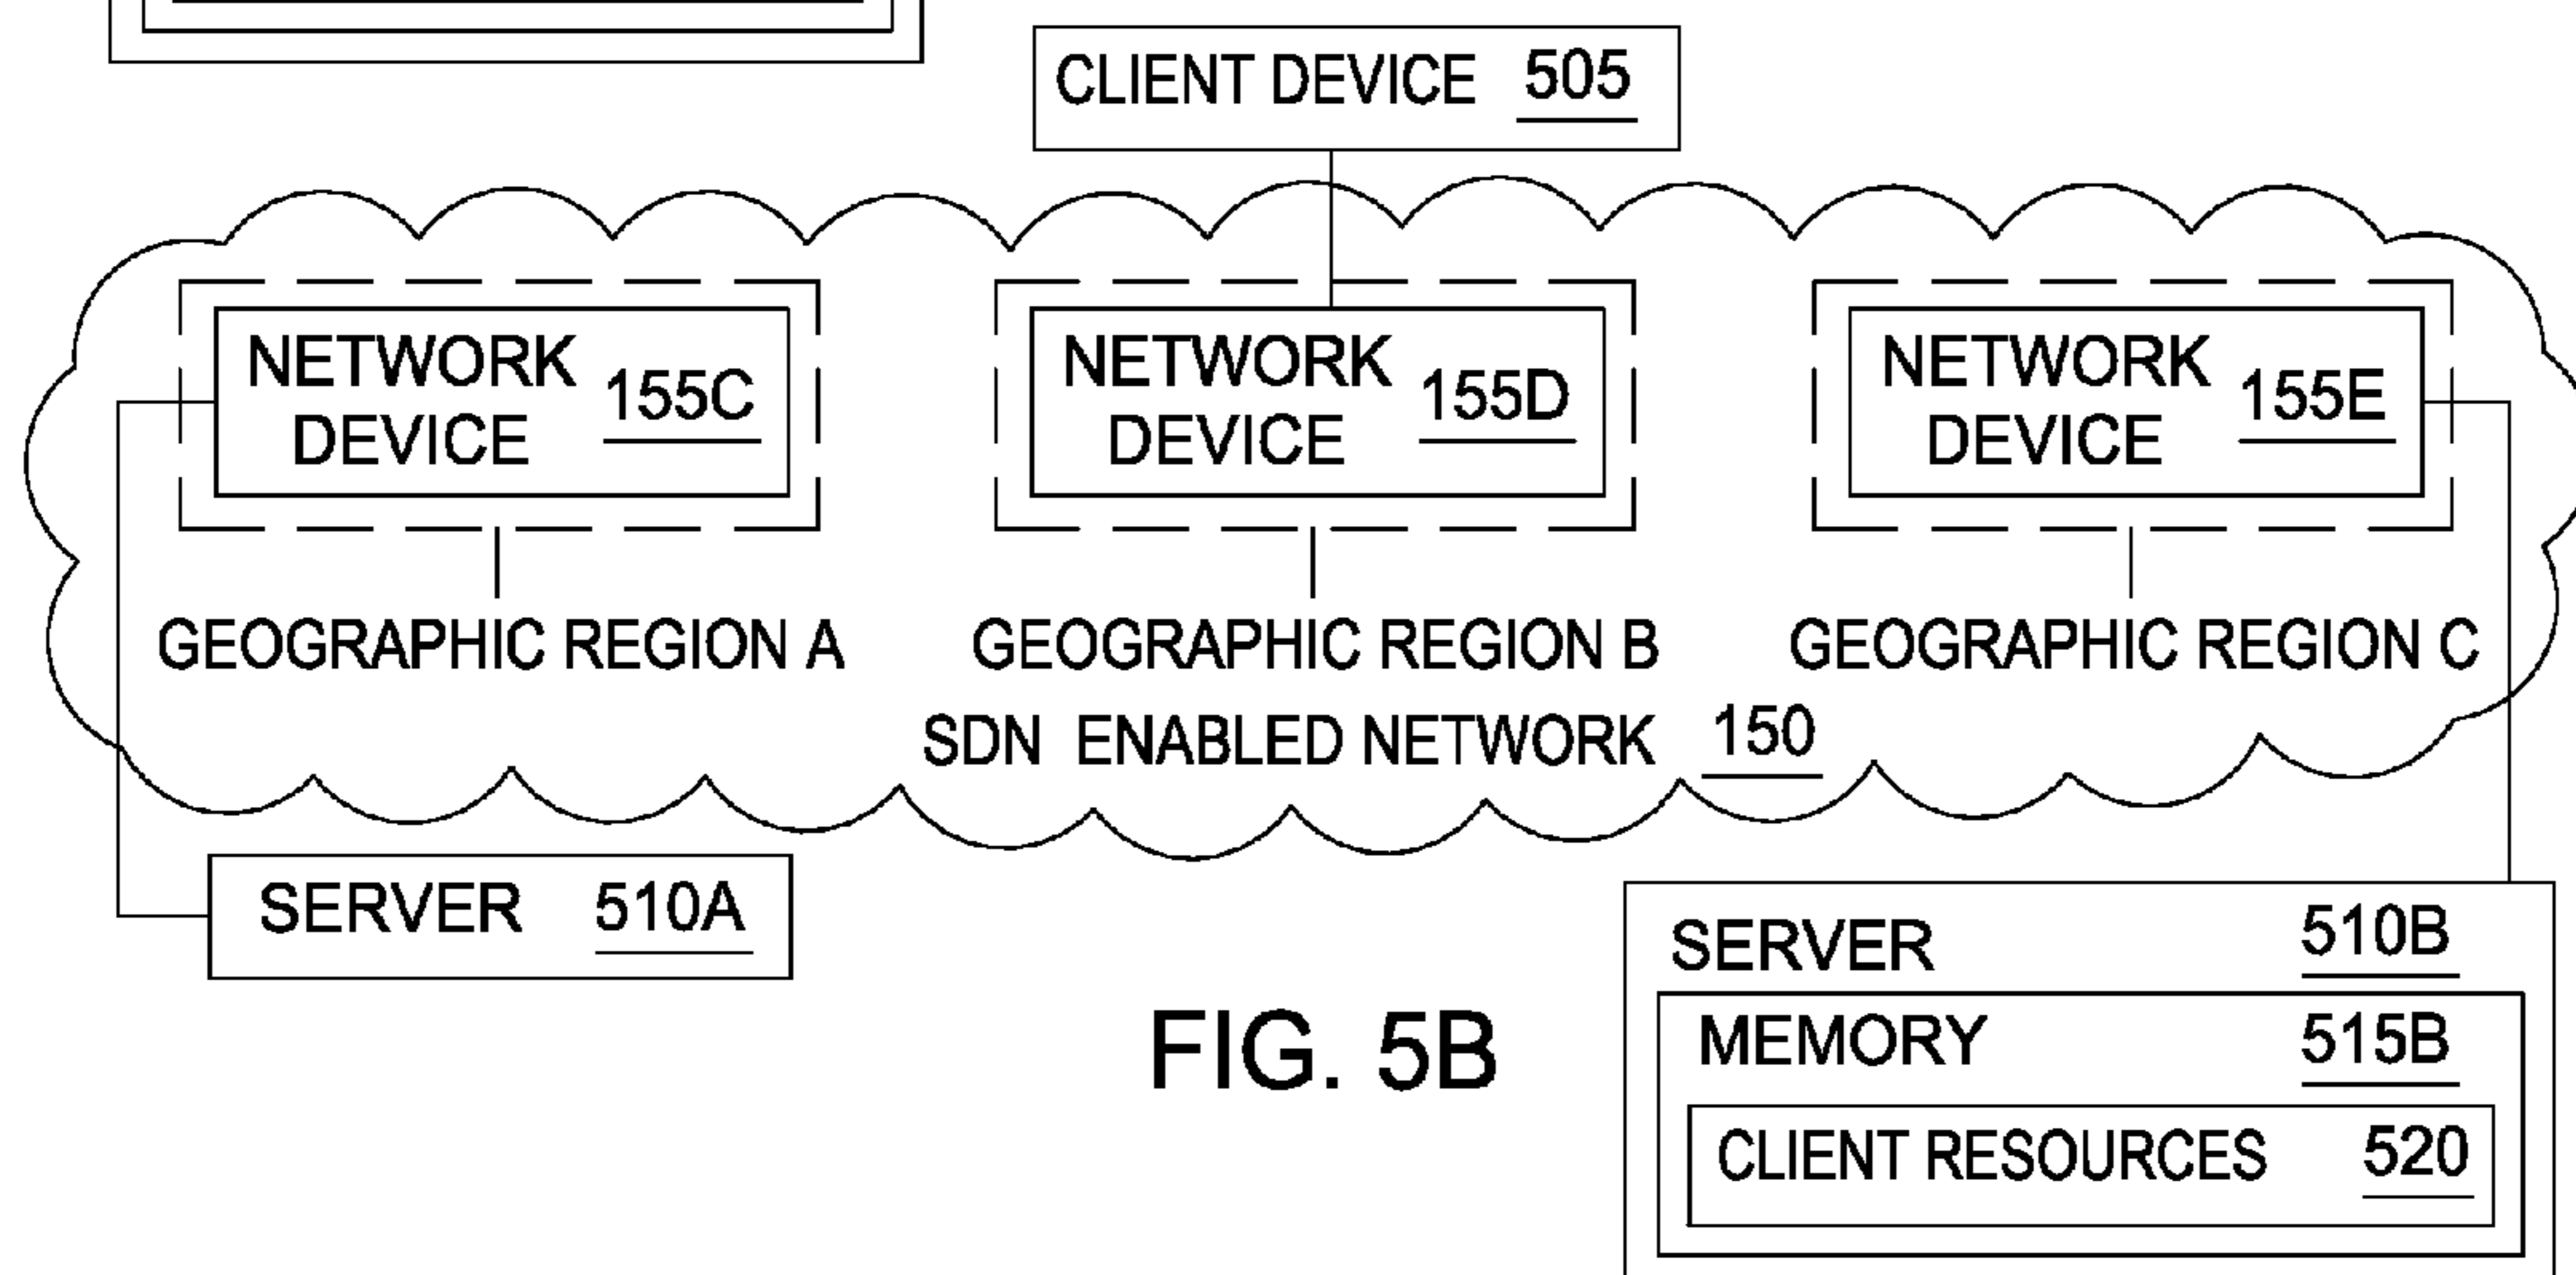 CLIENT DEVICE 505
NETWORK DEVICE 155C
NETWORK DEVICE 155D
NETWORK DEVICE 155E
GEOGRAPHIC REGION A
GEOGRAPHIC REGION B
GEOGRAPHIC REGION C
SDN ENABLED NETWORK 150
SERVER 510A
SERVER 510B
MEMORY 515B
CLIENT RESOURCES 520
FIG. 5B